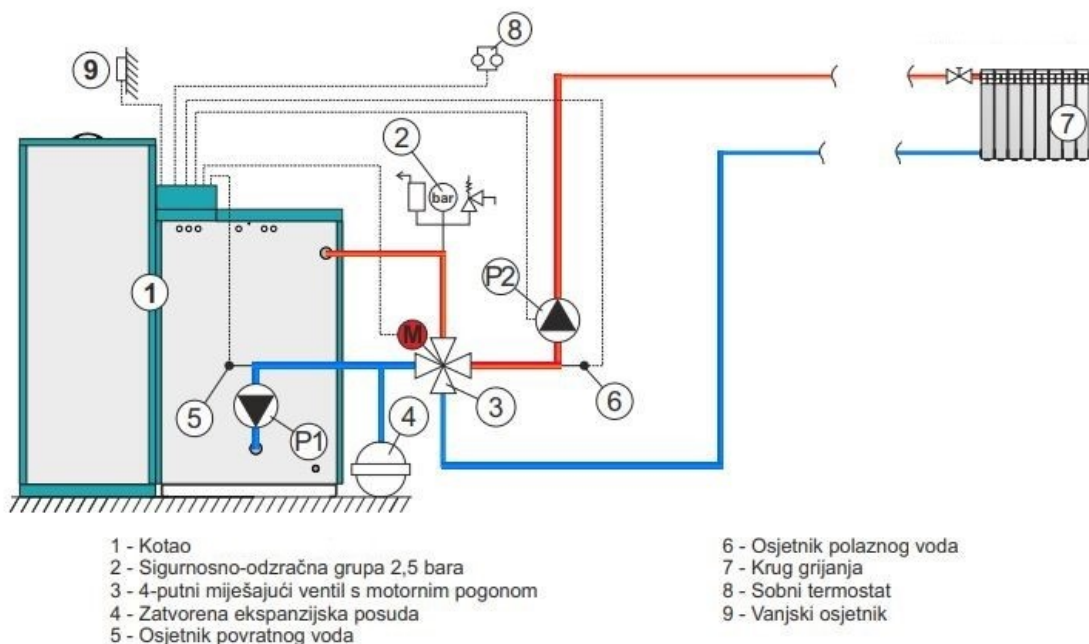 8
9
2
bar
7
1
P2
M
5
P1
4
3
6
1 - Kotao
2 - Sigurnosno-odzračna grupa 2,5 bara
3 - 4-putni miješajući ventil s motornim pogonom
4 - Zatvorena ekspanzijska posuda
5 - Osjetnik povratnog voda
6 - Osjetnik polaznog voda
7 - Krug grijanja
8 - Sobni termostat
9 - Vanjski osjetnik